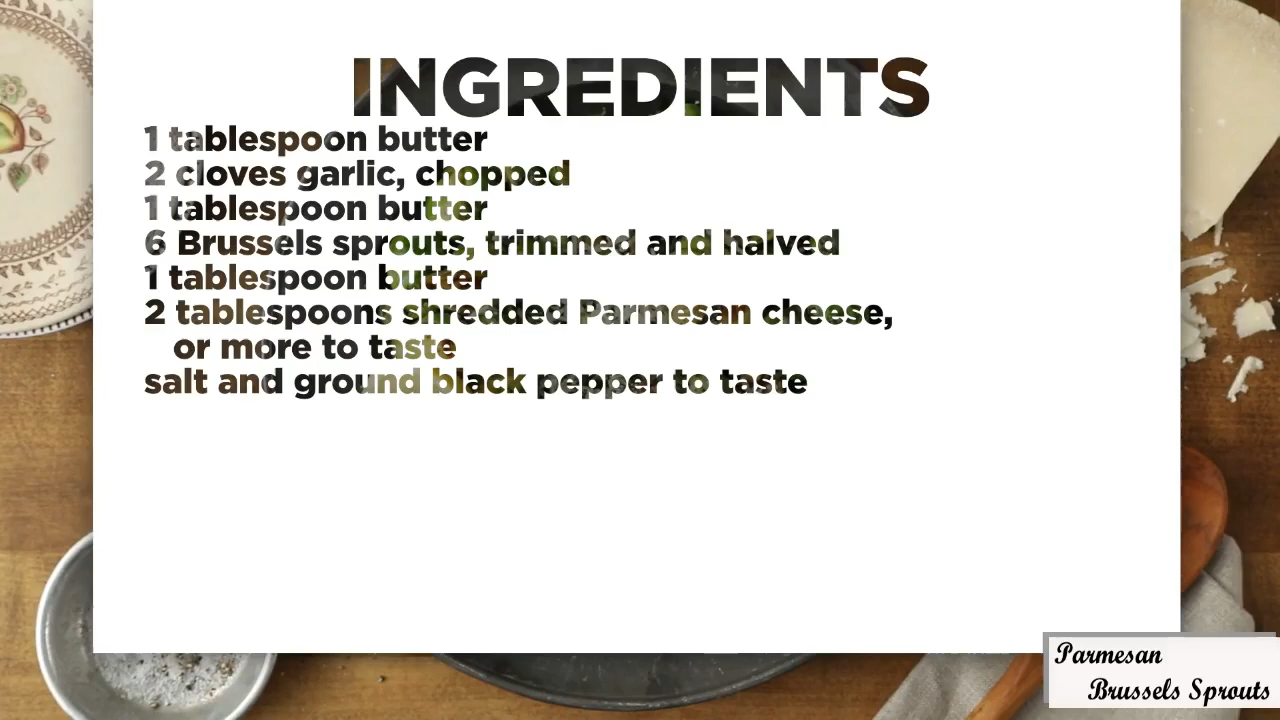 INGREDIENTS
1 tablespoon butter
2 cloves garlic, chopped
1 tablespoon butter
6 Brussels sprouts, trimmed and halved
1 tablespoon butter
2 tablespoons shredded Parmesan cheese,
or more to taste
salt and ground black pepper to taste
Parmesan
Brussels Sprouts